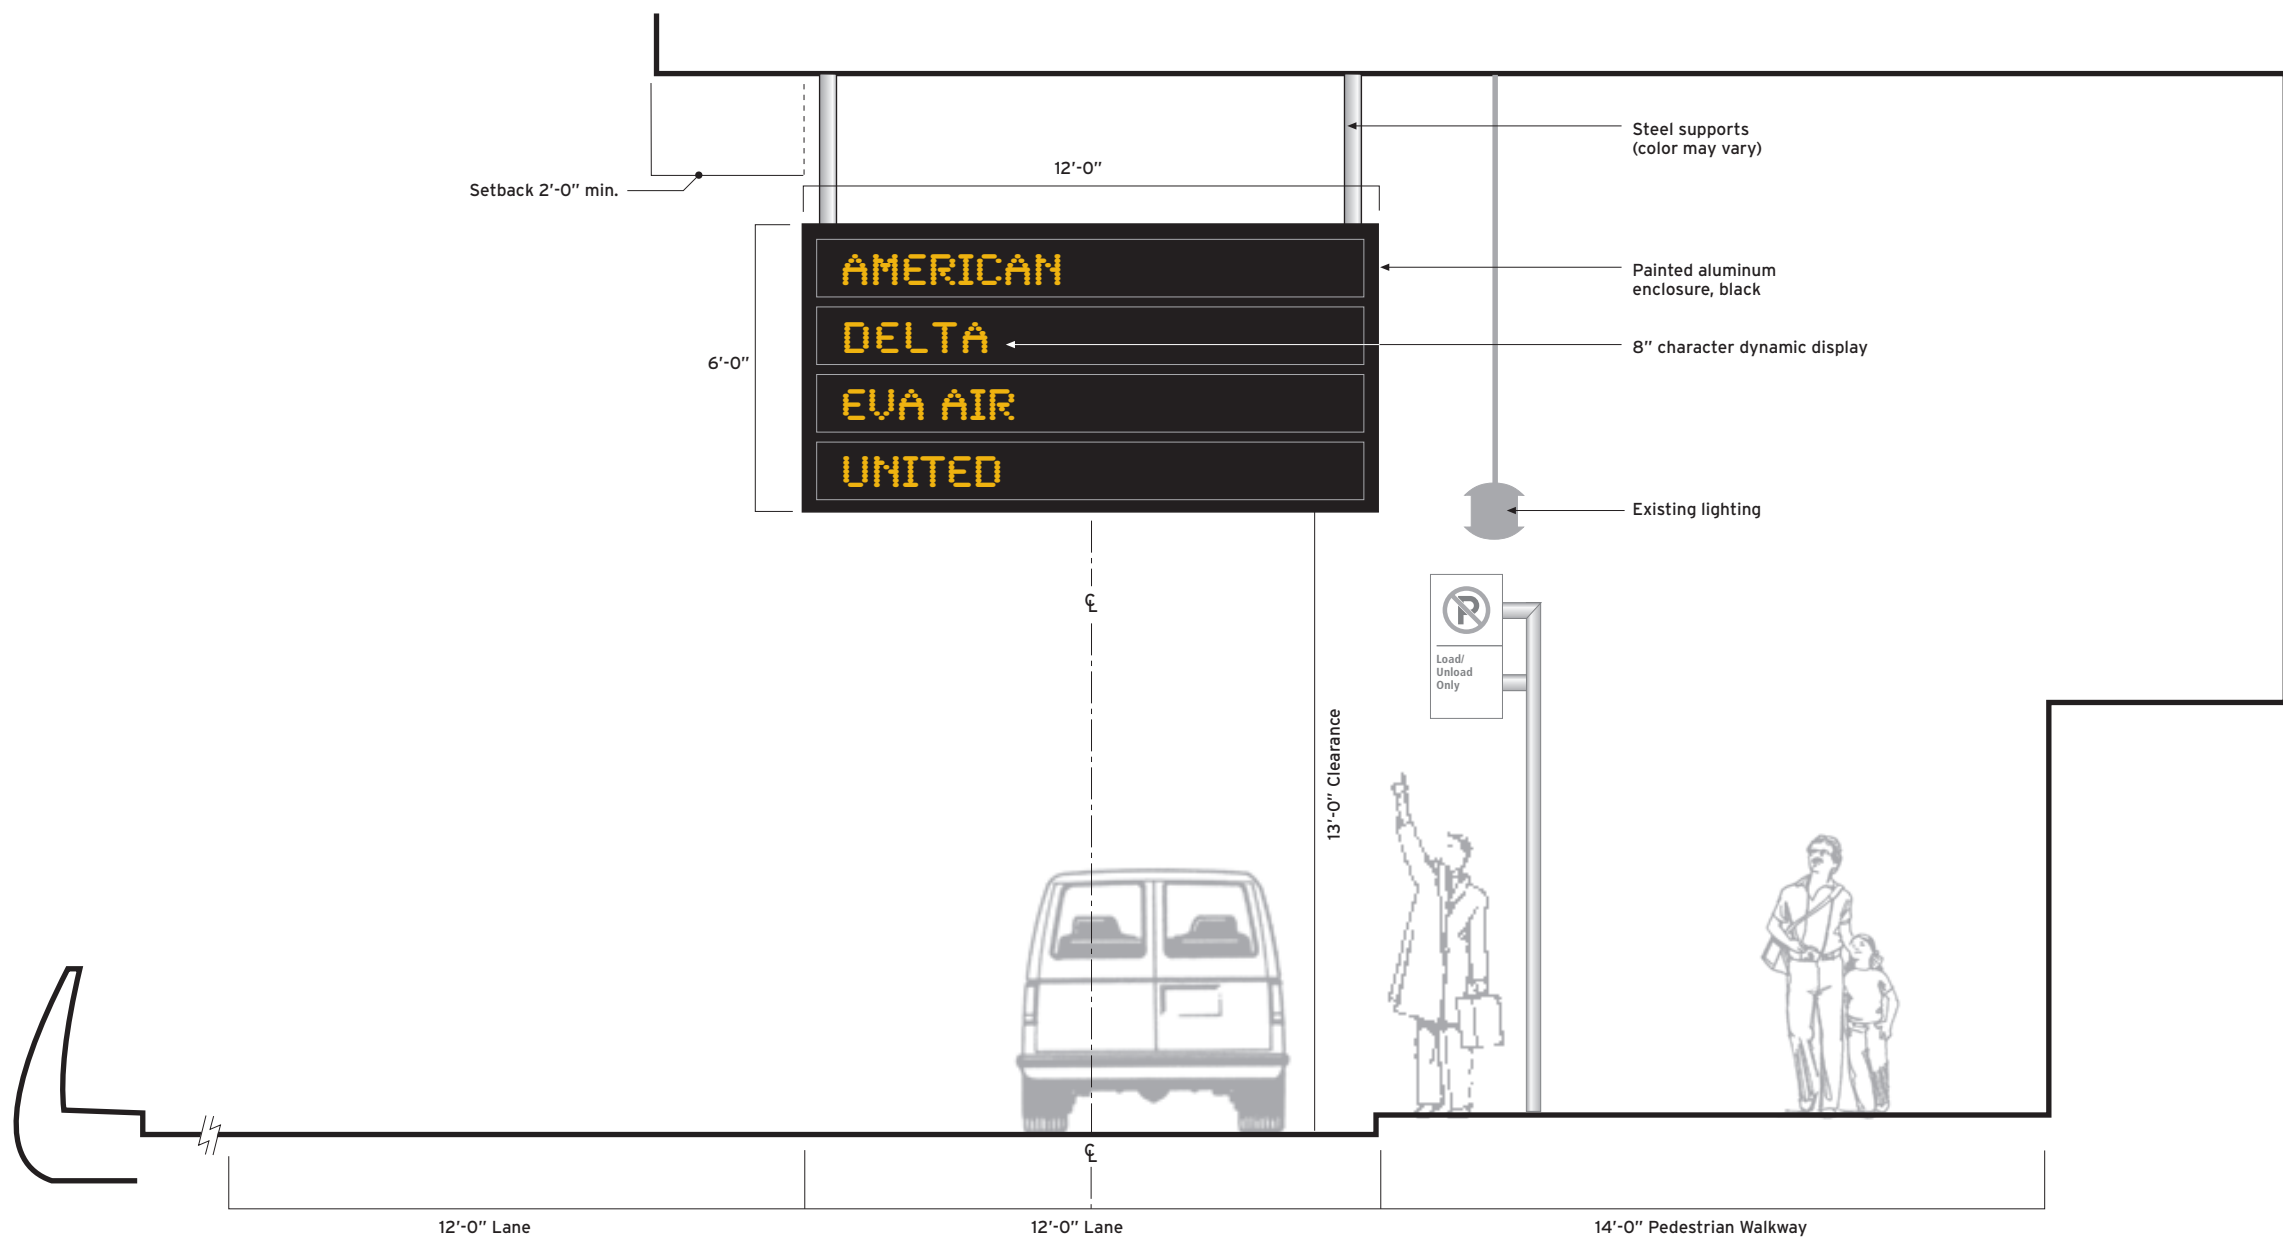 Steel supports
(color may vary)
12′-0″
Setback 2′-0″ min.
AMERICAN
Painted aluminum
enclosure, black
DELTA
8″ character dynamic display
6′-0″
EVA AIR
UNITED
Existing lighting
℄
P
Load/
Unload
Only
13′-0″ Clearance
℄
12′-0″ Lane
12′-0″ Lane
14′-0″ Pedestrian Walkway